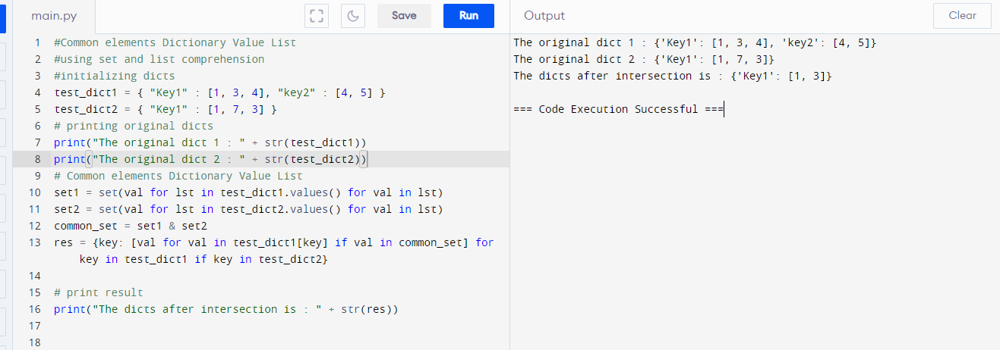 main.py
Save
Run
Output
Clear
1 #Common elements Dictionary Value List
2 #using set and list comprehension
3 #initializing dicts
4 test_dict1 = { "Key1" : [1, 3, 4], "key2" : [4, 5] }
5 test_dict2 = { "Key1" : [1, 7, 3] }
6 # printing original dicts
7 print("The original dict 1 : " + str(test_dict1))
8 print("The original dict 2 : " + str(test_dict2))
9 # Common elements Dictionary Value List
10 set1 = set(val for lst in test_dict1.values() for val in lst)
11 set2 = set(val for lst in test_dict2.values() for val in lst)
12 common_set = set1 & set2
13 res = {key: [val for val in test_dict1[key] if val in common_set] for
key in test_dict1 if key in test_dict2}
14
15 # print result
16 print("The dicts after intersection is : " + str(res))
17
18
The original dict 1 : {'Key1': [1, 3, 4], 'key2': [4, 5]}
The original dict 2 : {'Key1': [1, 7, 3]}
The dicts after intersection is : {'Key1': [1, 3]}
=== Code Execution Successful ===